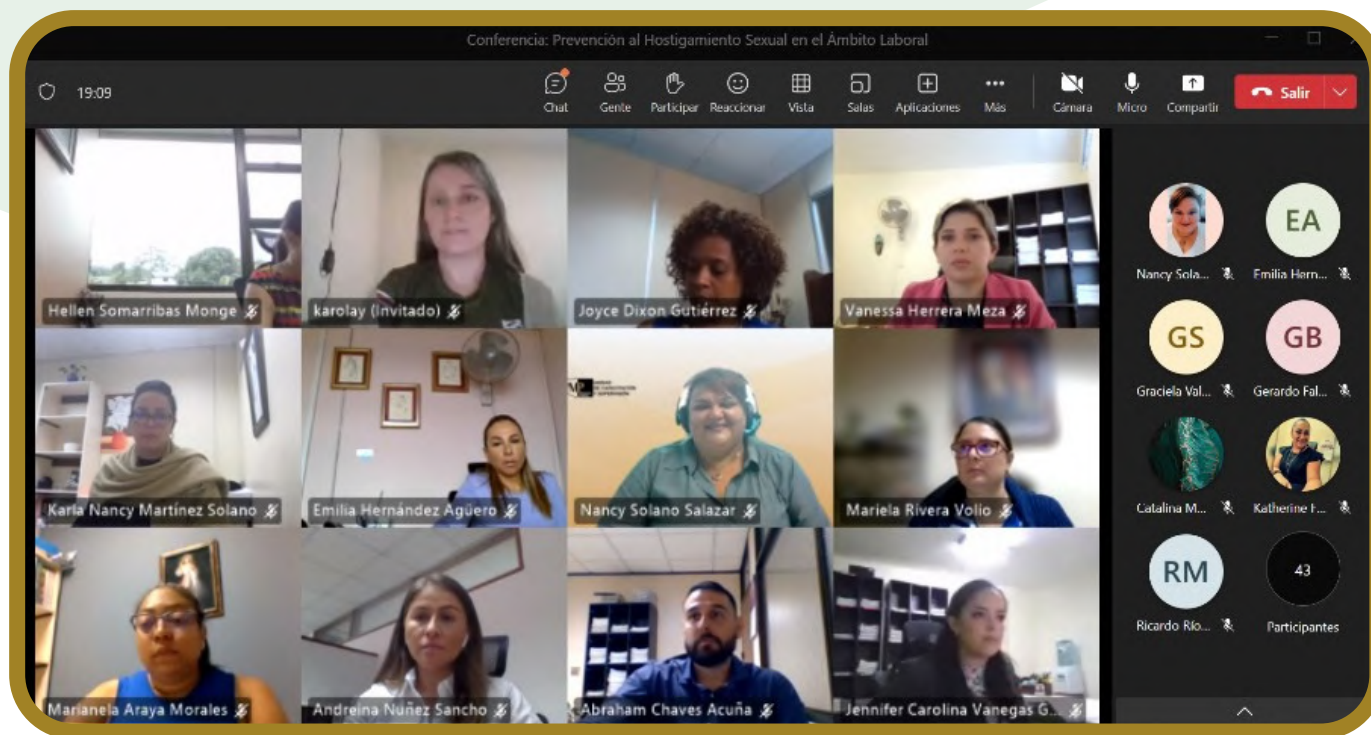 Conferencia: Prevención al Hostigamiento Sexual en el Ámbito Laboral
19:09
Chat
Gente
Participar
Reaccionar
Vista
Salas
Aplicaciones
Más
Cámara
Micro
Compartir
Salir
Hellen Somarribas Monge
karolay (Invitado)
Joyce Dixon Gutiérrez
Vanessa Herrera Meza
Karla Nancy Martínez Solano
Emilia Hernández Agüero
Nancy Solano Salazar
Mariela Rivera Volio
Marianela Araya Morales
Andreina Nuñez Sancho
Abraham Chaves Acuña
Jennifer Carolina Vanegas G...
Nancy Sola...
EA
Emilia Hern...
GS
Graciela Val...
GB
Gerardo Fal...
Catalina M...
Katherine F...
RM
Ricardo Río...
43
Participantes